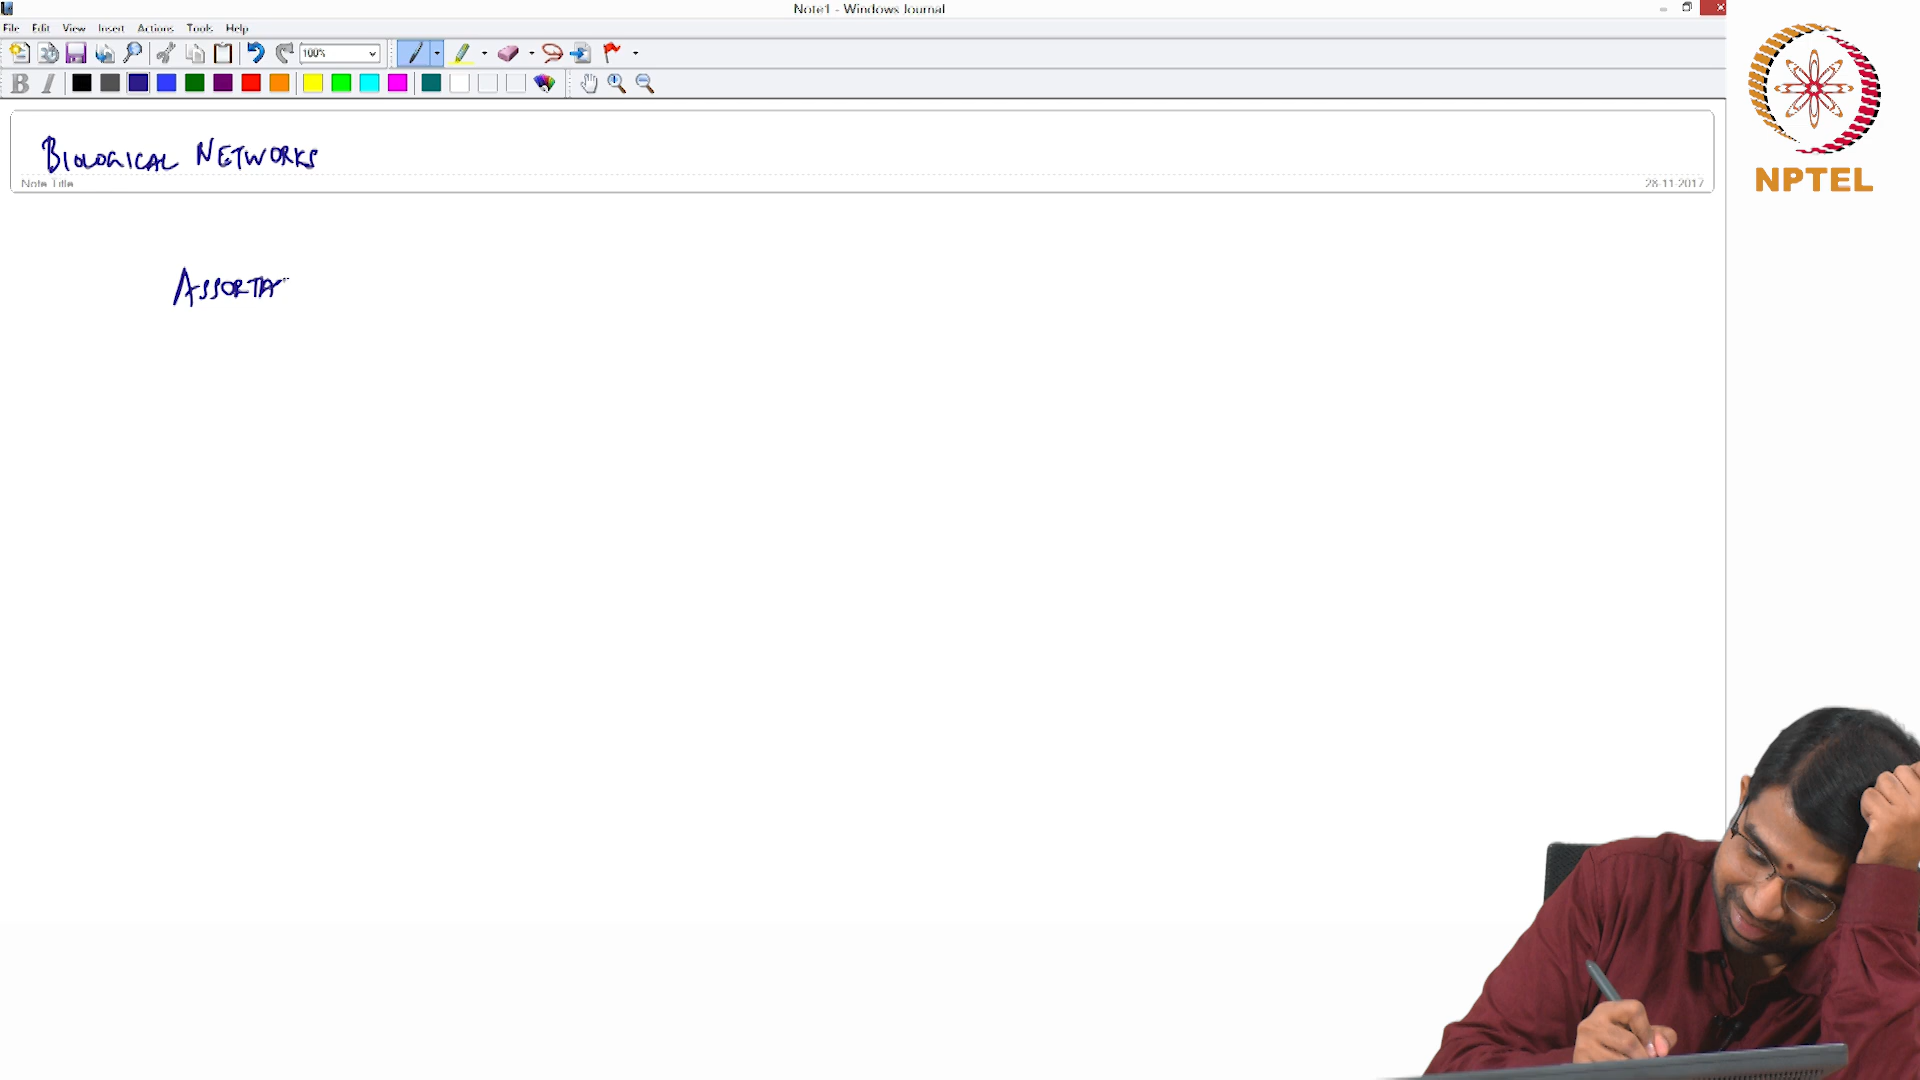 Note1 - Windows Journal
File Edit View Insert Actions Tools Help
100%
B I
BIOLOGICAL NETWORKS
Note Title
28-11-2017
ASSORTA
NPTEL